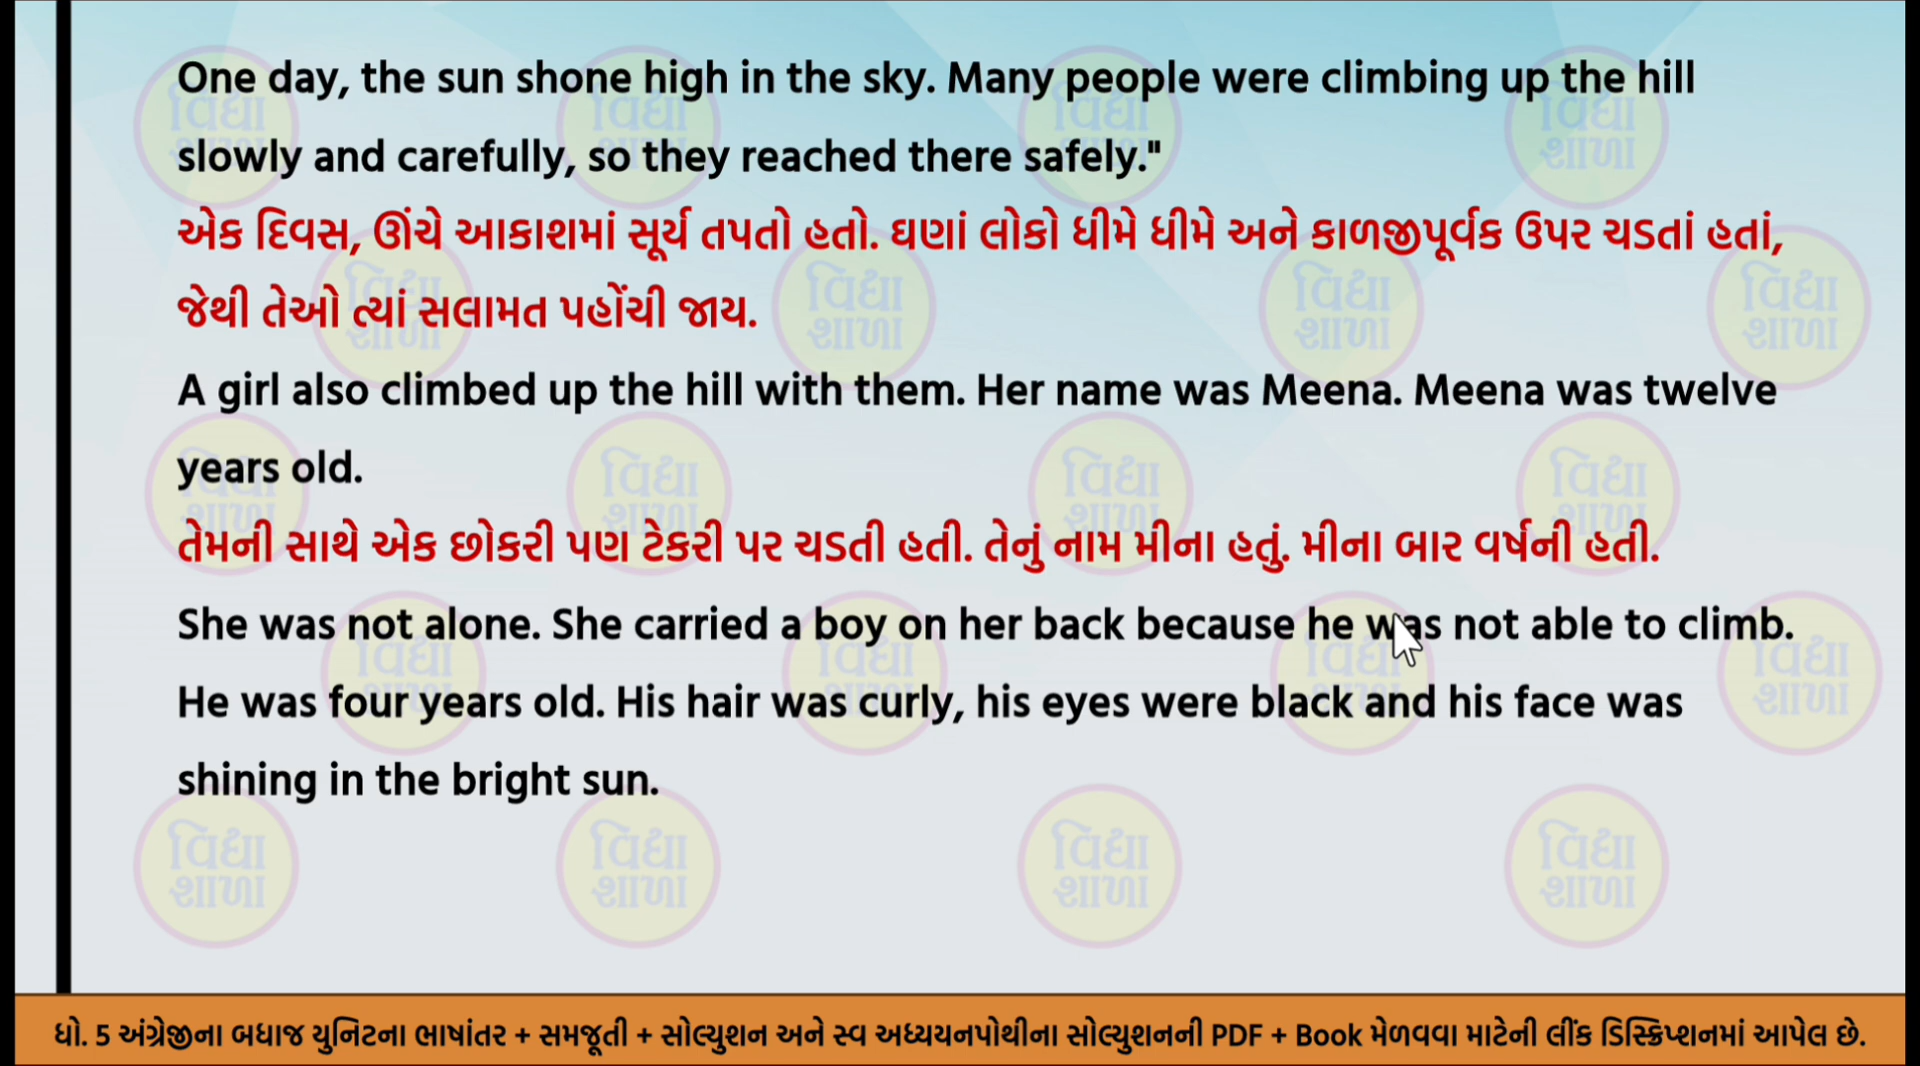 One day, the sun shone high in the sky. Many people were climbing up the hill
slowly and carefully, so they reached there safely."
એક દિવસ, ઊંચે આકાશમાં સૂર્ય તપતો હતો. ઘણાં લોકો ધીમે ધીમે અને કાળજીપૂર્વક ઉપર ચડતાં હતાં,
જેથી તેઓ ત્યાં સલામત પહોંચી જાય.
A girl also climbed up the hill with them. Her name was Meena. Meena was twelve
years old.
તેમની સાથે એક છોકરી પણ ટેકરી પર ચડતી હતી. તેનું નામ મીના હતું. મીના બાર વર્ષની હતી.
She was not alone. She carried a boy on her back because he was not able to climb.
He was four years old. His hair was curly, his eyes were black and his face was
shining in the bright sun.
વિદ્યા
શાળા
ધો. 5 અંગ્રેજીના બધાજ યુનિટના ભાષાંતર + સમજૂતી + સોલ્યુશન અને સ્વ અધ્યયનપોથીના સોલ્યુશનની PDF + Book મેળવવા માટેની લીંક ડિસ્ક્રિપ્શનમાં આપેલ છે.